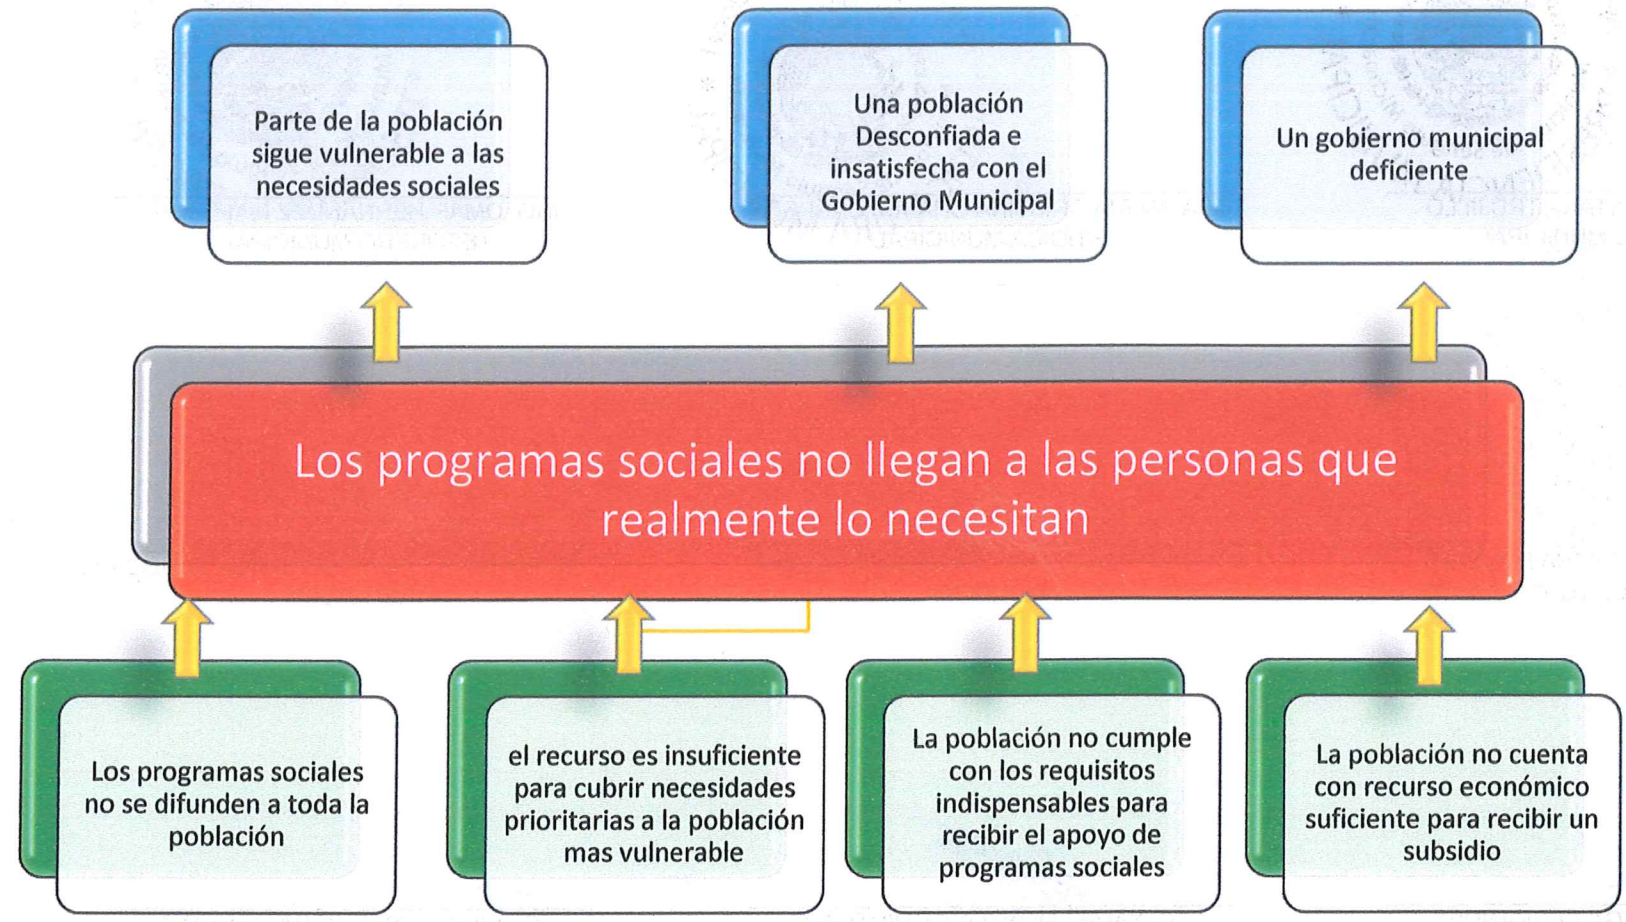 Parte de la población
sigue vulnerable a las
necesidades sociales
Una población
Desconfiada e
insatisfecha con el
Gobierno Municipal
Un gobierno municipal
deficiente
Los programas sociales no llegan a las personas que
realmente lo necesitan
Los programas sociales
no se difunden a toda la
población
el recurso es insuficiente
para cubrir necesidades
prioritarias a la población
mas vulnerable
La población no cumple
con los requisitos
indispensables para
recibir el apoyo de
programas sociales
La población no cuenta
con recurso económico
suficiente para recibir un
subsidio